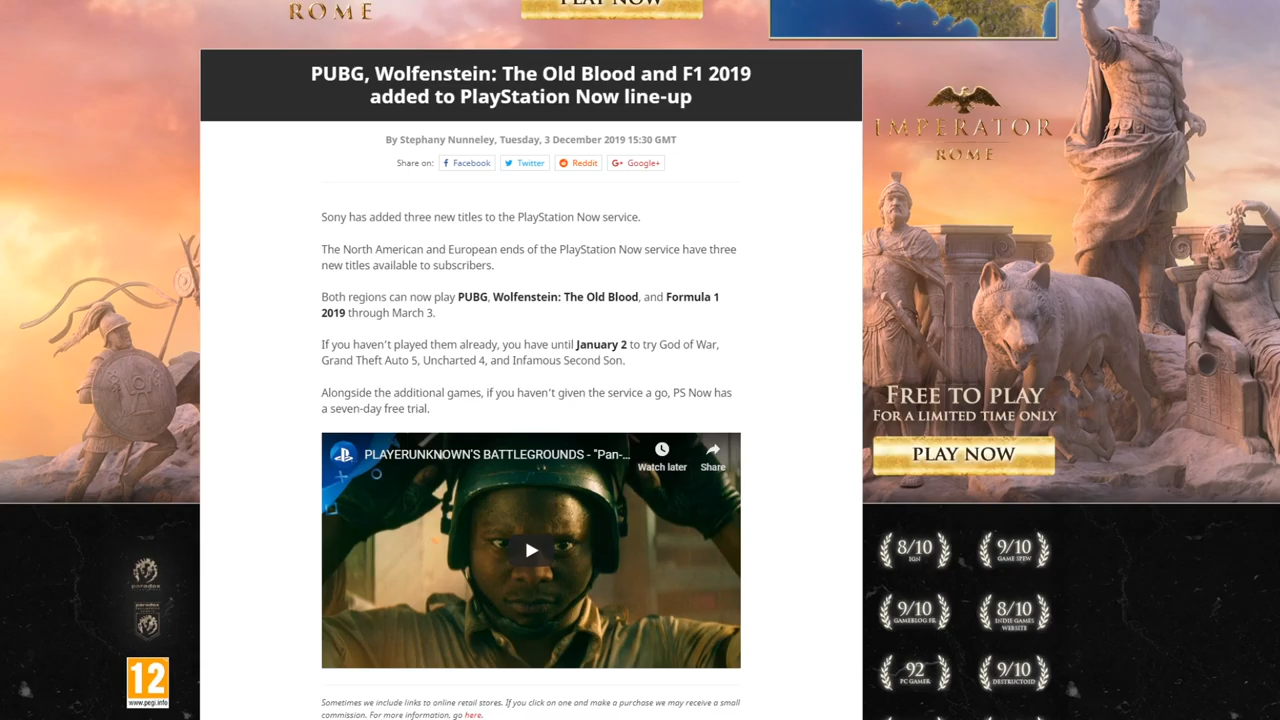 ROME
PLAY NOW
PUBG, Wolfenstein: The Old Blood and F1 2019
added to PlayStation Now line-up
By Stephany Nunneley, Tuesday, 3 December 2019 15:30 GMT
Share on: Facebook Twitter Reddit Google+
Sony has added three new titles to the PlayStation Now service.
The North American and European ends of the PlayStation Now service have three
new titles available to subscribers.
Both regions can now play PUBG, Wolfenstein: The Old Blood, and Formula 1
2019 through March 3.
If you haven't played them already, you have until January 2 to try God of War,
Grand Theft Auto 5, Uncharted 4, and Infamous Second Son.
Alongside the additional games, if you haven't given the service a go, PS Now has
a seven-day free trial.
PLAYERUNKNOWN'S BATTLEGROUNDS - "Pan-...
Watch later
Share
Sometimes we include links to online retail stores. If you click on one and make a purchase we may receive a small
commission. For more information, go here.
IMPERATOR
ROME
FREE TO PLAY
FOR A LIMITED TIME ONLY
PLAY NOW
8/10
IGN
9/10
GAME SPEW
9/10
GAMEBLOG FR.
8/10
INDIE GAMES
WEBSITE
92
PC GAMER
9/10
DESTRUCTOID
paradox
12
www.pegi.info